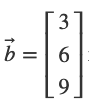 b⃗ = [3
6
9]